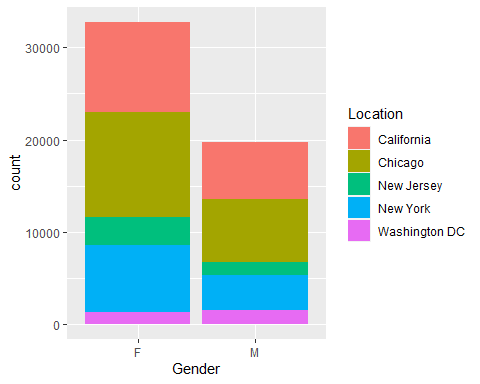 30000
20000
10000
0
count
F
M
Gender
Location
California
Chicago
New Jersey
New York
Washington DC